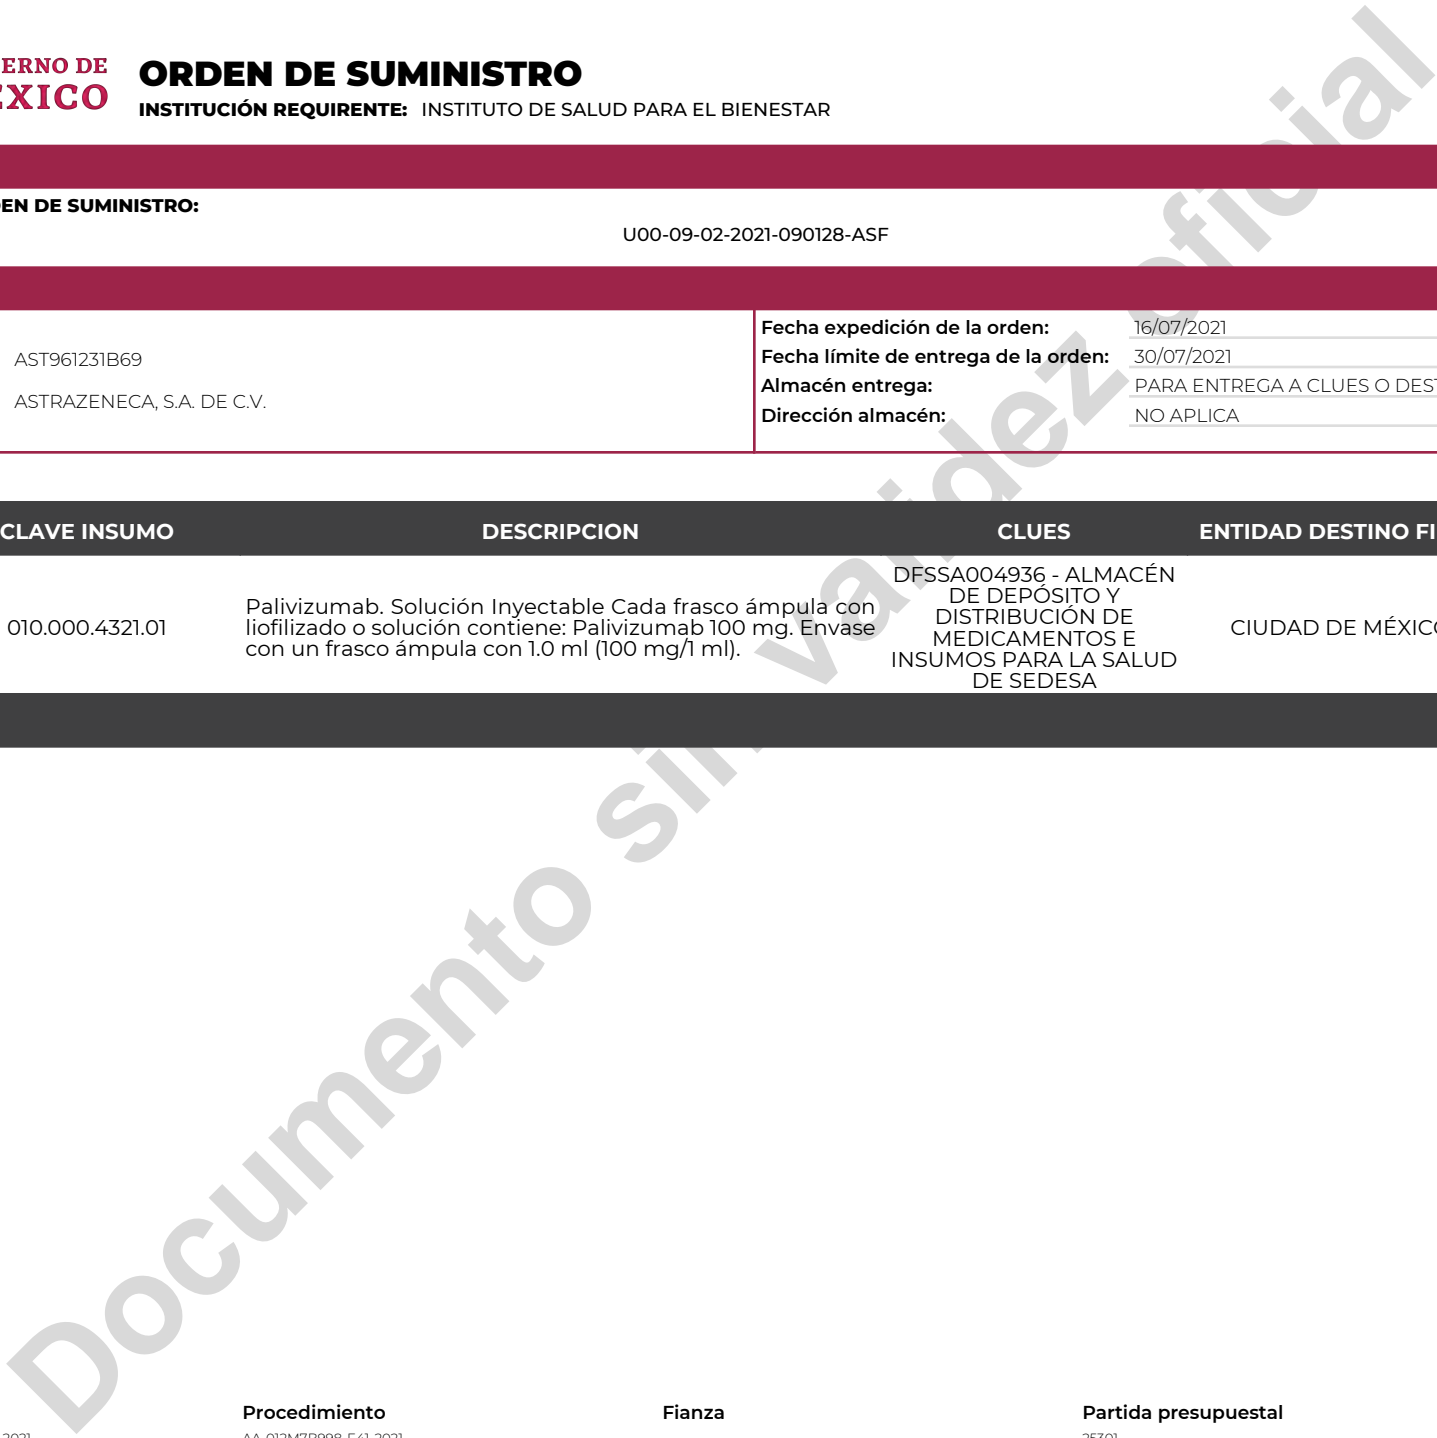 ERNO DE
ÉXICO
ORDEN DE SUMINISTRO
INSTITUCIÓN REQUIRENTE: INSTITUTO DE SALUD PARA EL BIENESTAR
EN DE SUMINISTRO:
U00-09-02-2021-090128-ASF
AST961231B69
ASTRAZENECA, S.A. DE C.V.
Fecha expedición de la orden: 16/07/2021
Fecha límite de entrega de la orden: 30/07/2021
Almacén entrega: PARA ENTREGA A CLUES O DEST
Dirección almacén: NO APLICA
CLAVE INSUMO DESCRIPCION CLUES ENTIDAD DESTINO FI
010.000.4321.01
Palivizumab. Solución Inyectable Cada frasco ámpula con
liofilizado o solución contiene: Palivizumab 100 mg. Envase
con un frasco ámpula con 1.0 ml (100 mg/1 ml).
DFSSA004936 - ALMACÉN
DE DEPÓSITO Y
DISTRIBUCIÓN DE
MEDICAMENTOS E
INSUMOS PARA LA SALUD
DE SEDESA
CIUDAD DE MÉXICO
Documento sin validez oficial
Procedimiento Fianza Partida presupuestal